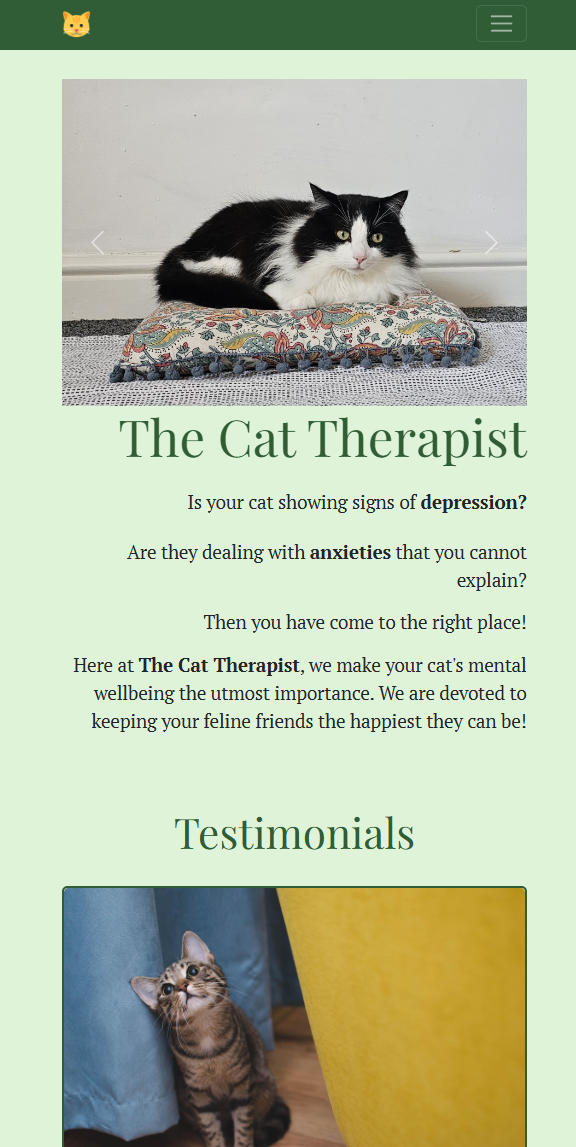 The Cat Therapist
Is your cat showing signs of depression?
Are they dealing with anxieties that you cannot
explain?
Then you have come to the right place!
Here at The Cat Therapist, we make your cat's mental
wellbeing the utmost importance. We are devoted to
keeping your feline friends the happiest they can be!
Testimonials